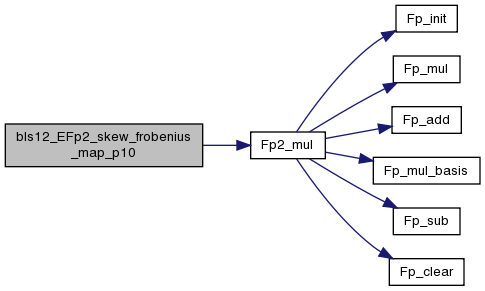 bls12_EFp2_skew_frobenius
_map_p10
Fp2_mul
Fp_init
Fp_mul
Fp_add
Fp_mul_basis
Fp_sub
Fp_clear